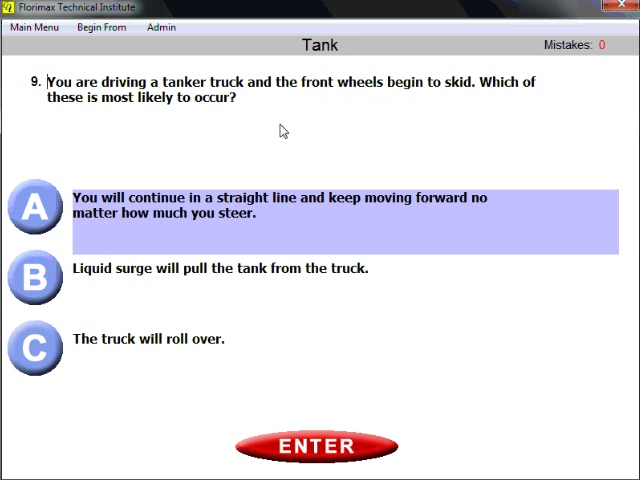 Florimax Technical Institute
Main Menu Begin From Admin
Tank Mistakes: 0
9. You are driving a tanker truck and the front wheels begin to skid. Which of
these is most likely to occur?
A You will continue in a straight line and keep moving forward no
matter how much you steer.
B Liquid surge will pull the tank from the truck.
C The truck will roll over.
ENTER